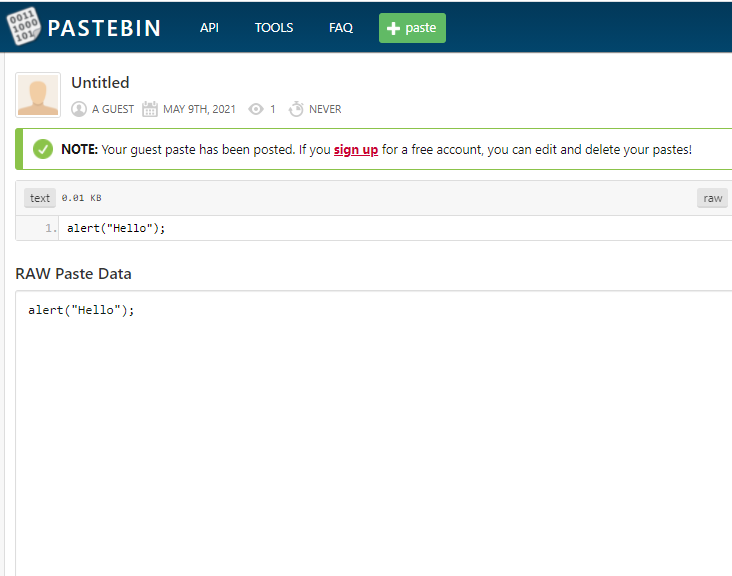 0011 1000 101 PASTEBIN API TOOLS FAQ + paste
Untitled
A GUEST MAY 9TH, 2021 1 NEVER
NOTE: Your guest paste has been posted. If you sign up for a free account, you can edit and delete your pastes!
text 0.01 KB raw
1. alert("Hello");
RAW Paste Data
alert("Hello");